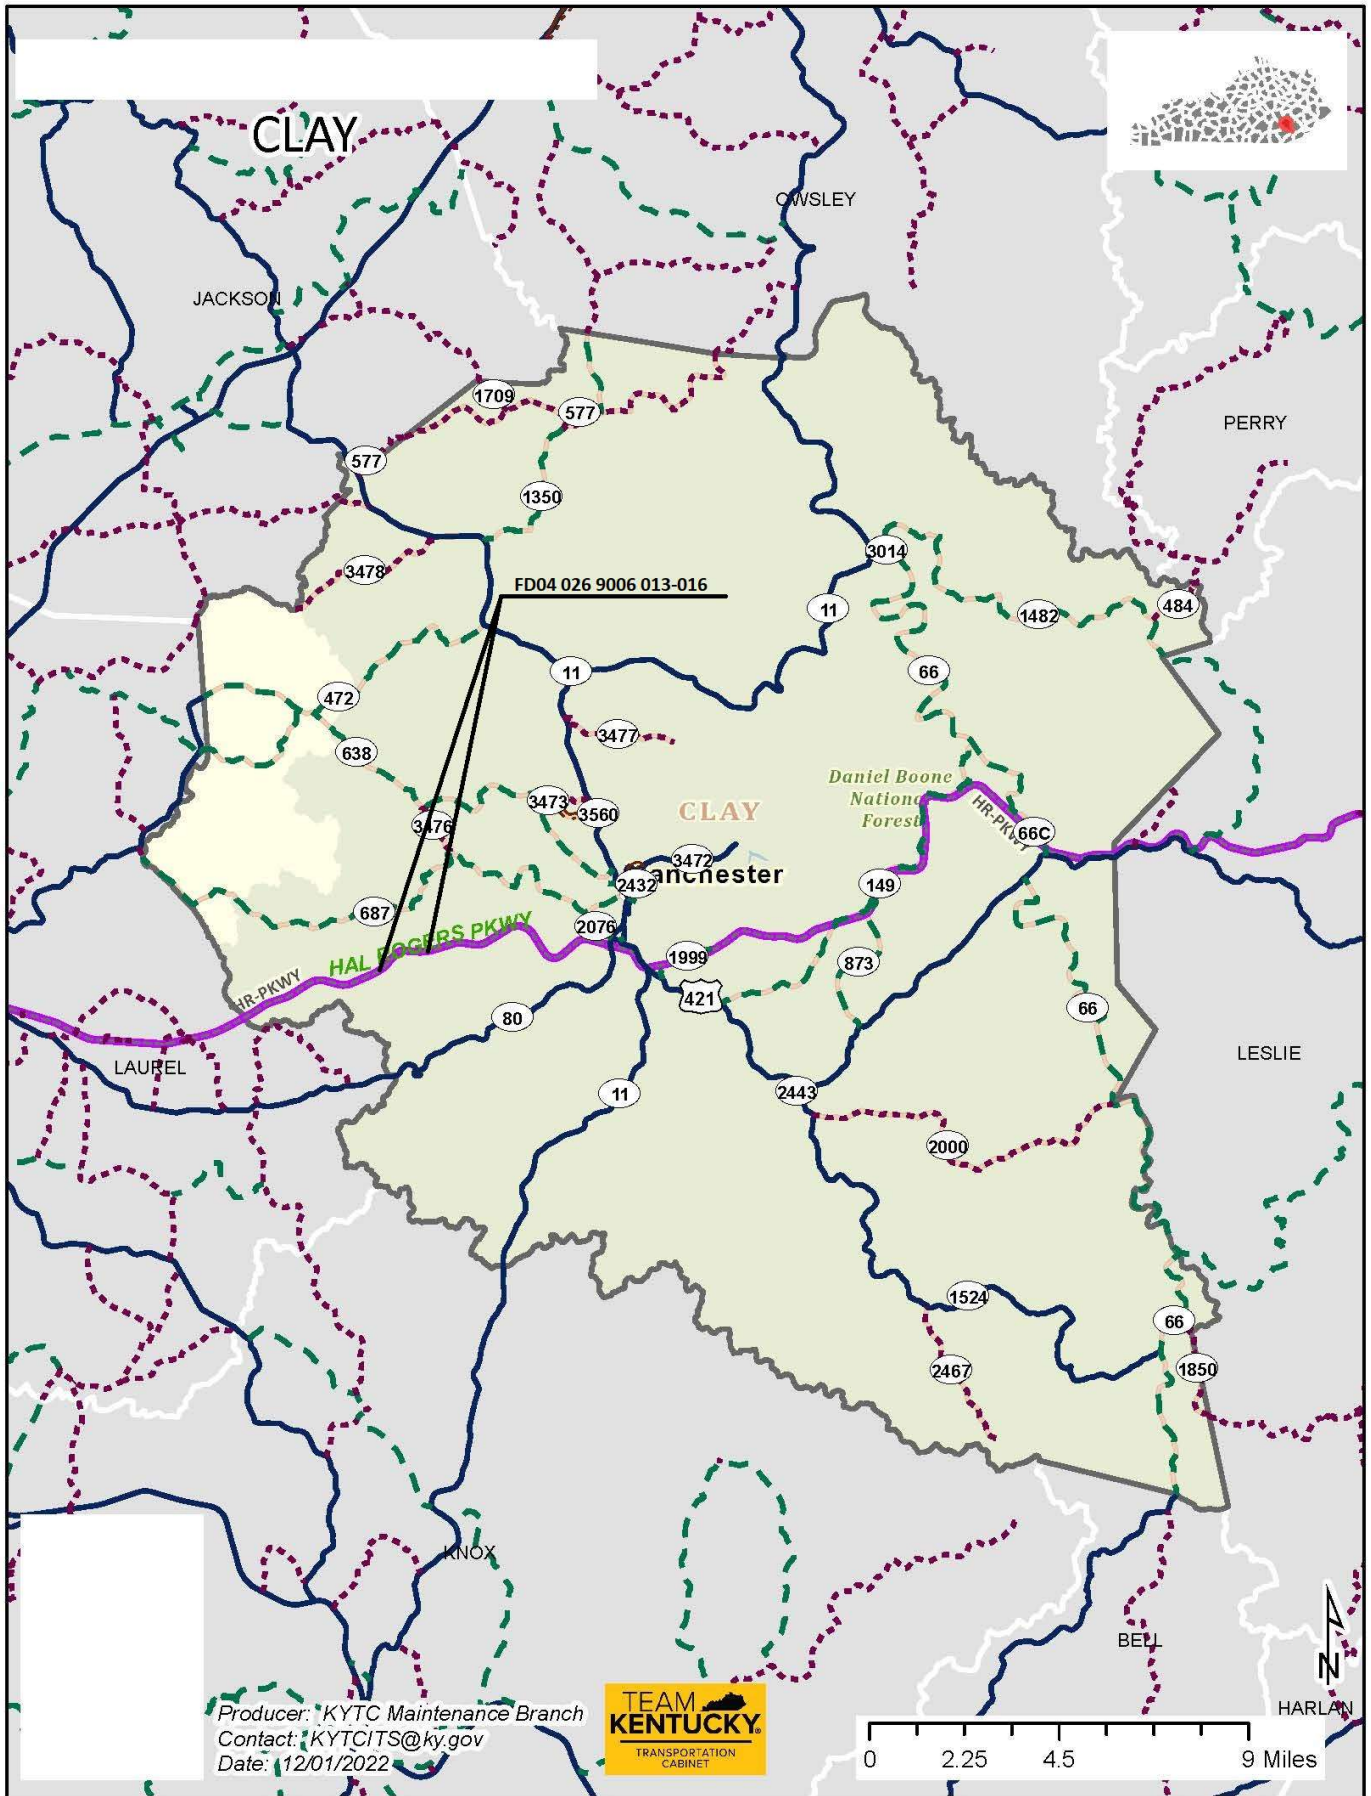 CLAY
OWSLEY
JACKSON
PERRY
1709
577
577
1350
3014
3478
FD04 026 9006 013-016
484
11
1482
11
66
472
3477
638
Daniel Boone
Nationa
Forest
3473
3560
CLAY
HR-PKWY
3476
66C
3472
anchester
2432
149
687
2076
HAL ROGERS PKWY
1999
873
HR-PKWY
421
66
80
LESLIE
LAUREL
11
2443
2000
1524
66
2467
1850
KNOX
BELL
N
HARLAN
Producer: KYTC Maintenance Branch
Contact: KYTCITS@ky.gov
Date: 12/01/2022
TEAM
KENTUCKY®
TRANSPORTATION
CABINET
0 2.25 4.5 9 Miles